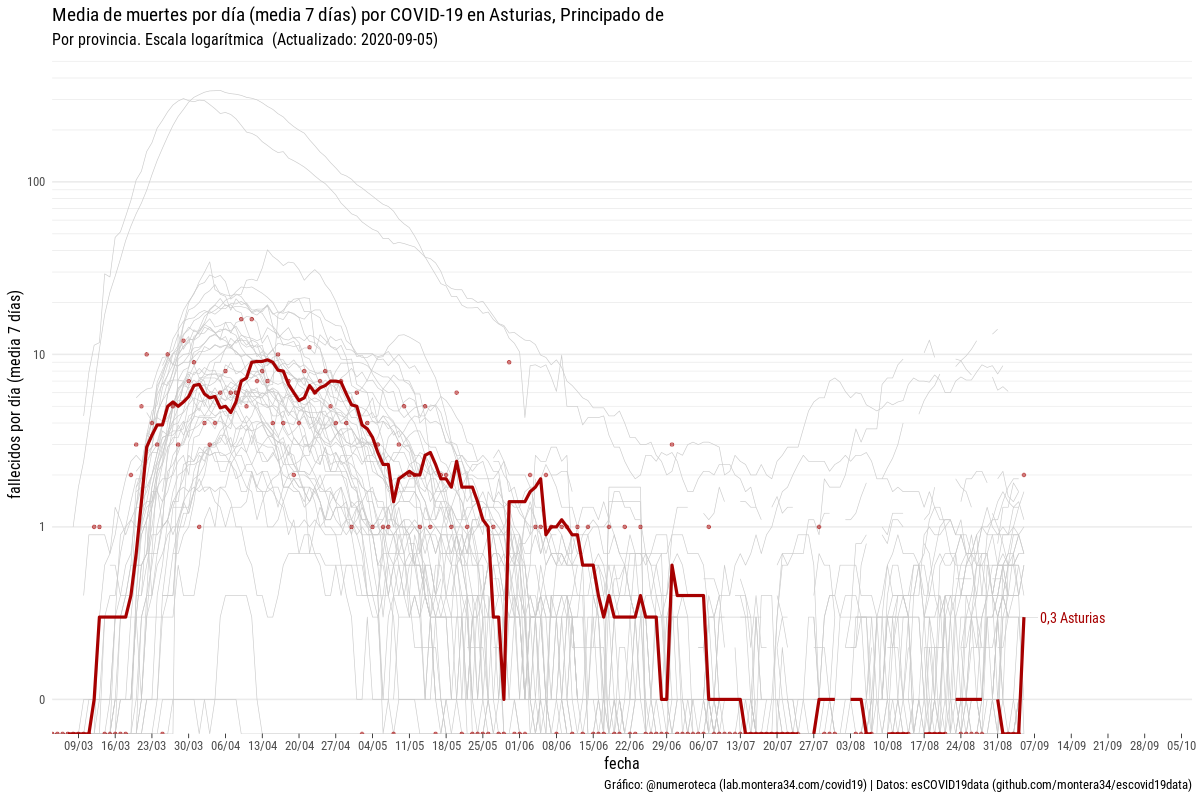 Media de muertes por día (media 7 días) por COVID-19 en Asturias, Principado de
Por provincia. Escala logarítmica  (Actualizado: 2020-09-05)
fallecidos por día (media 7 días)
100
10
1
0
0,3 Asturias
09/03 16/03 23/03 30/03 06/04 13/04 20/04 27/04 04/05 11/05 18/05 25/05 01/06 08/06 15/06 22/06 29/06 06/07 13/07 20/07 27/07 03/08 10/08 17/08 24/08 31/08 07/09 14/09 21/09 28/09 05/10
fecha
Gráfico: @numeroteca (lab.montera34.com/covid19) | Datos: esCOVID19data (github.com/montera34/escovid19data)